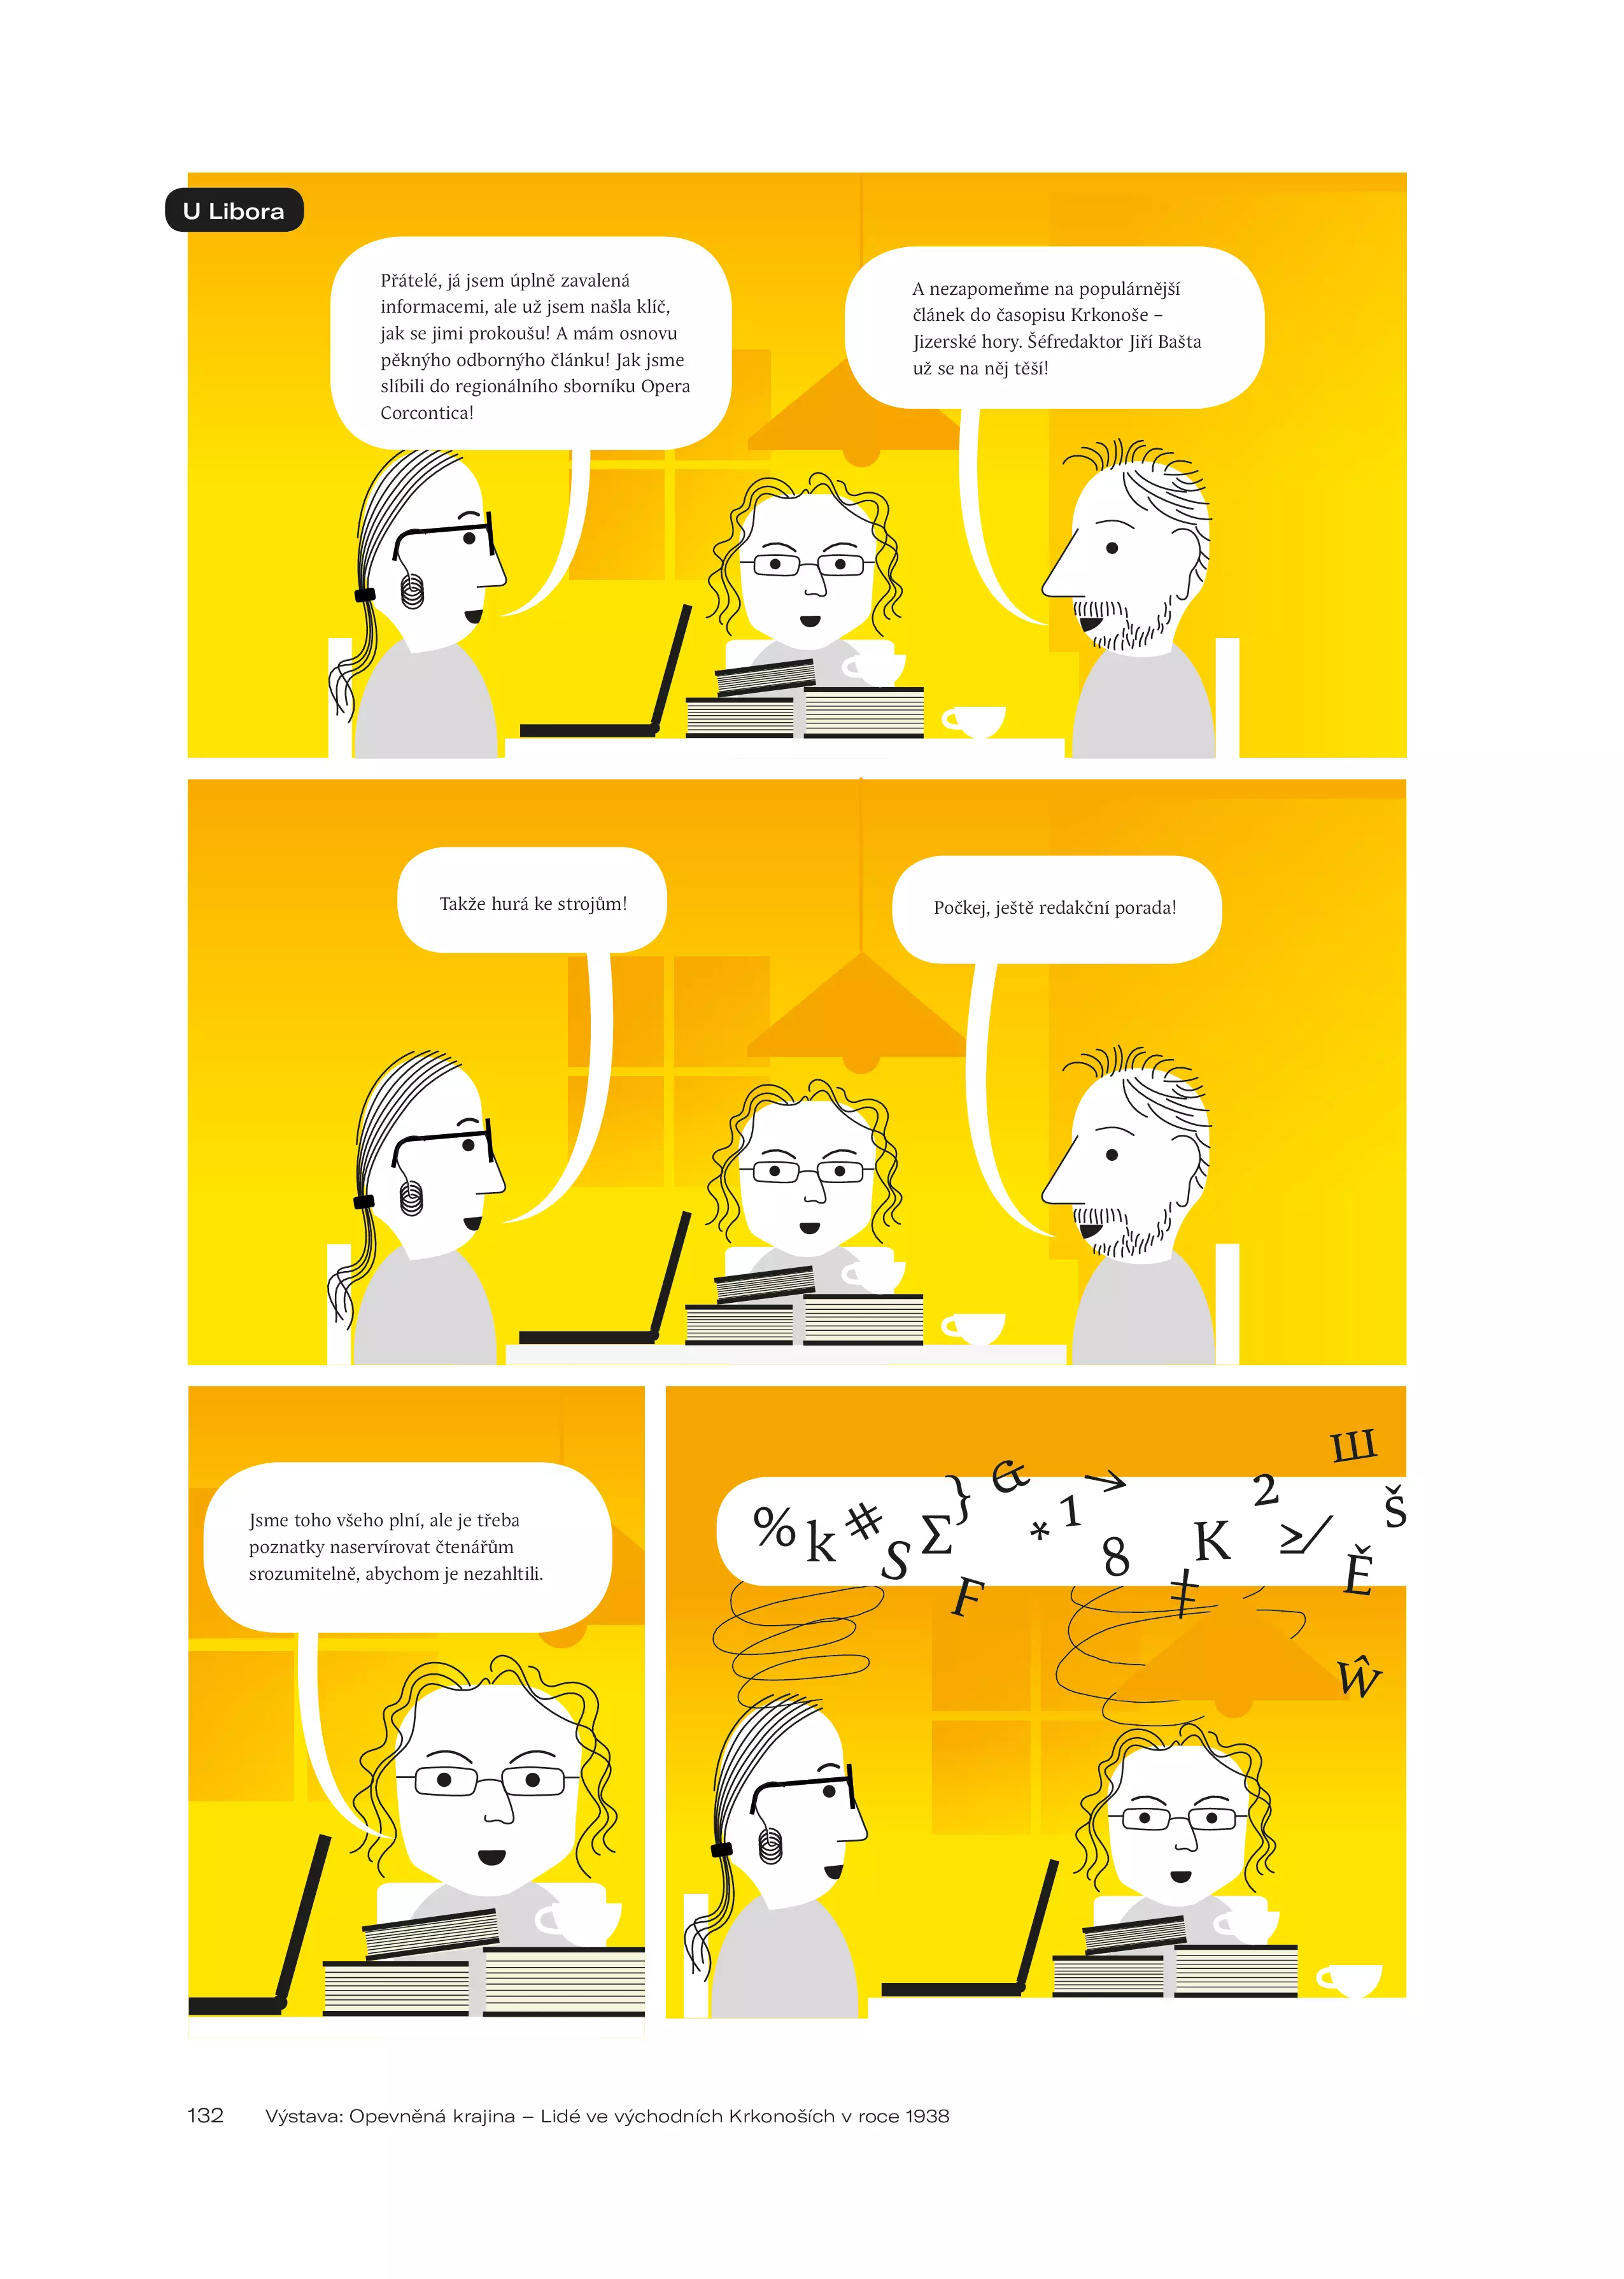 U Libora
Přátelé, já jsem úplně zavalená
informacemi, ale už jsem našla klíč,
jak se jimi prokoušu! A mám osnovu
pěknýho odbornýho článku! Jak jsme
slíbili do regionálního sborníku Opera
Corcontica!
A nezapomeňme na populárnější
článek do časopisu Krkonoše –
Jizerské hory. Šéfredaktor Jiří Bašta
už se na něj těší!
Takže hurá ke strojům!
Počkej, ještě redakční porada!
Jsme toho všeho plní, ale je třeba
poznatky naservírovat čtenářům
srozumitelně, abychom je nezahltili.
% k # S Σ F } & * 1 → 8 ‡ K 2 ≥ / Ш Ě Š Ŵ
132 Výstava: Opevněná krajina – Lidé ve východních Krkonoších v roce 1938